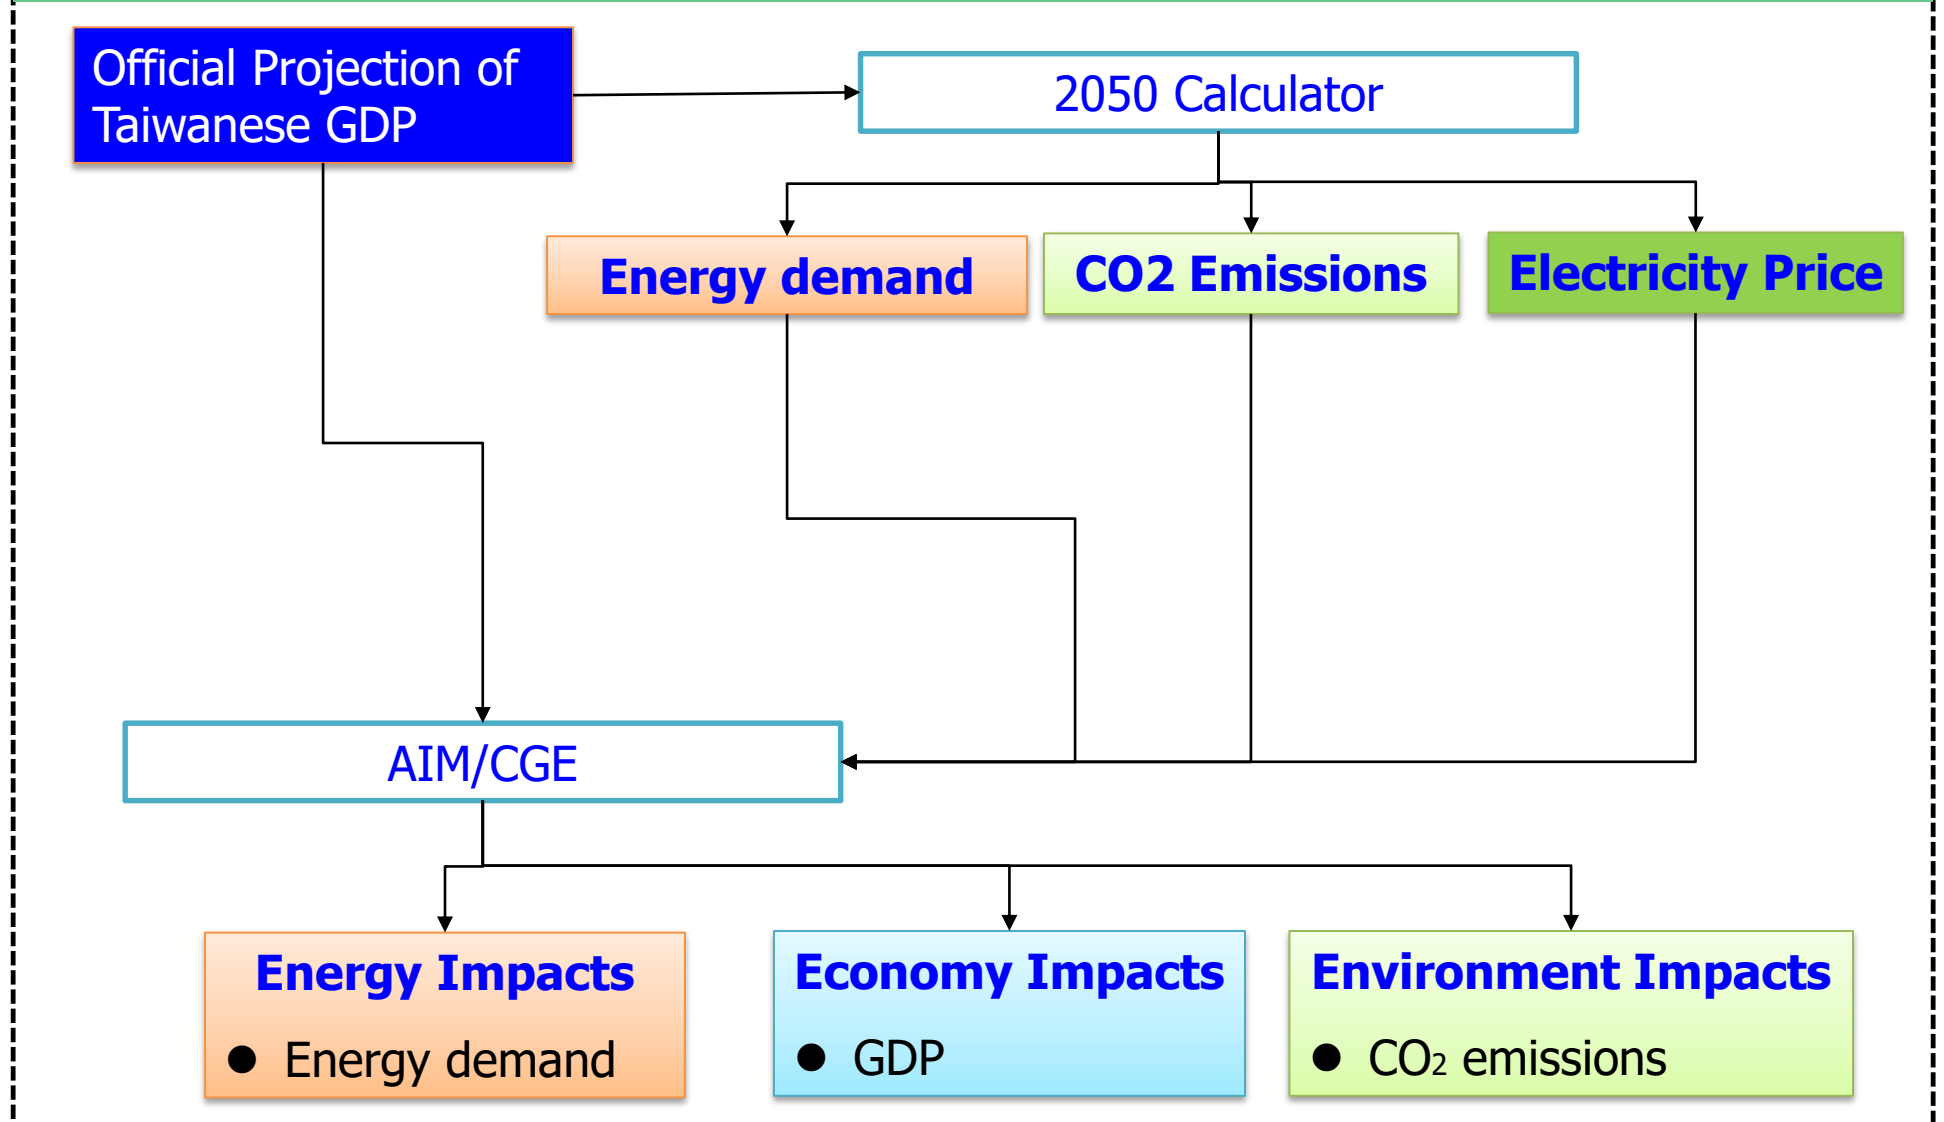 Official Projection of
Taiwanese GDP
2050 Calculator
Energy demand
CO2 Emissions
Electricity Price
AIM/CGE
Energy Impacts
● Energy demand
Economy Impacts
● GDP
Environment Impacts
● CO₂ emissions